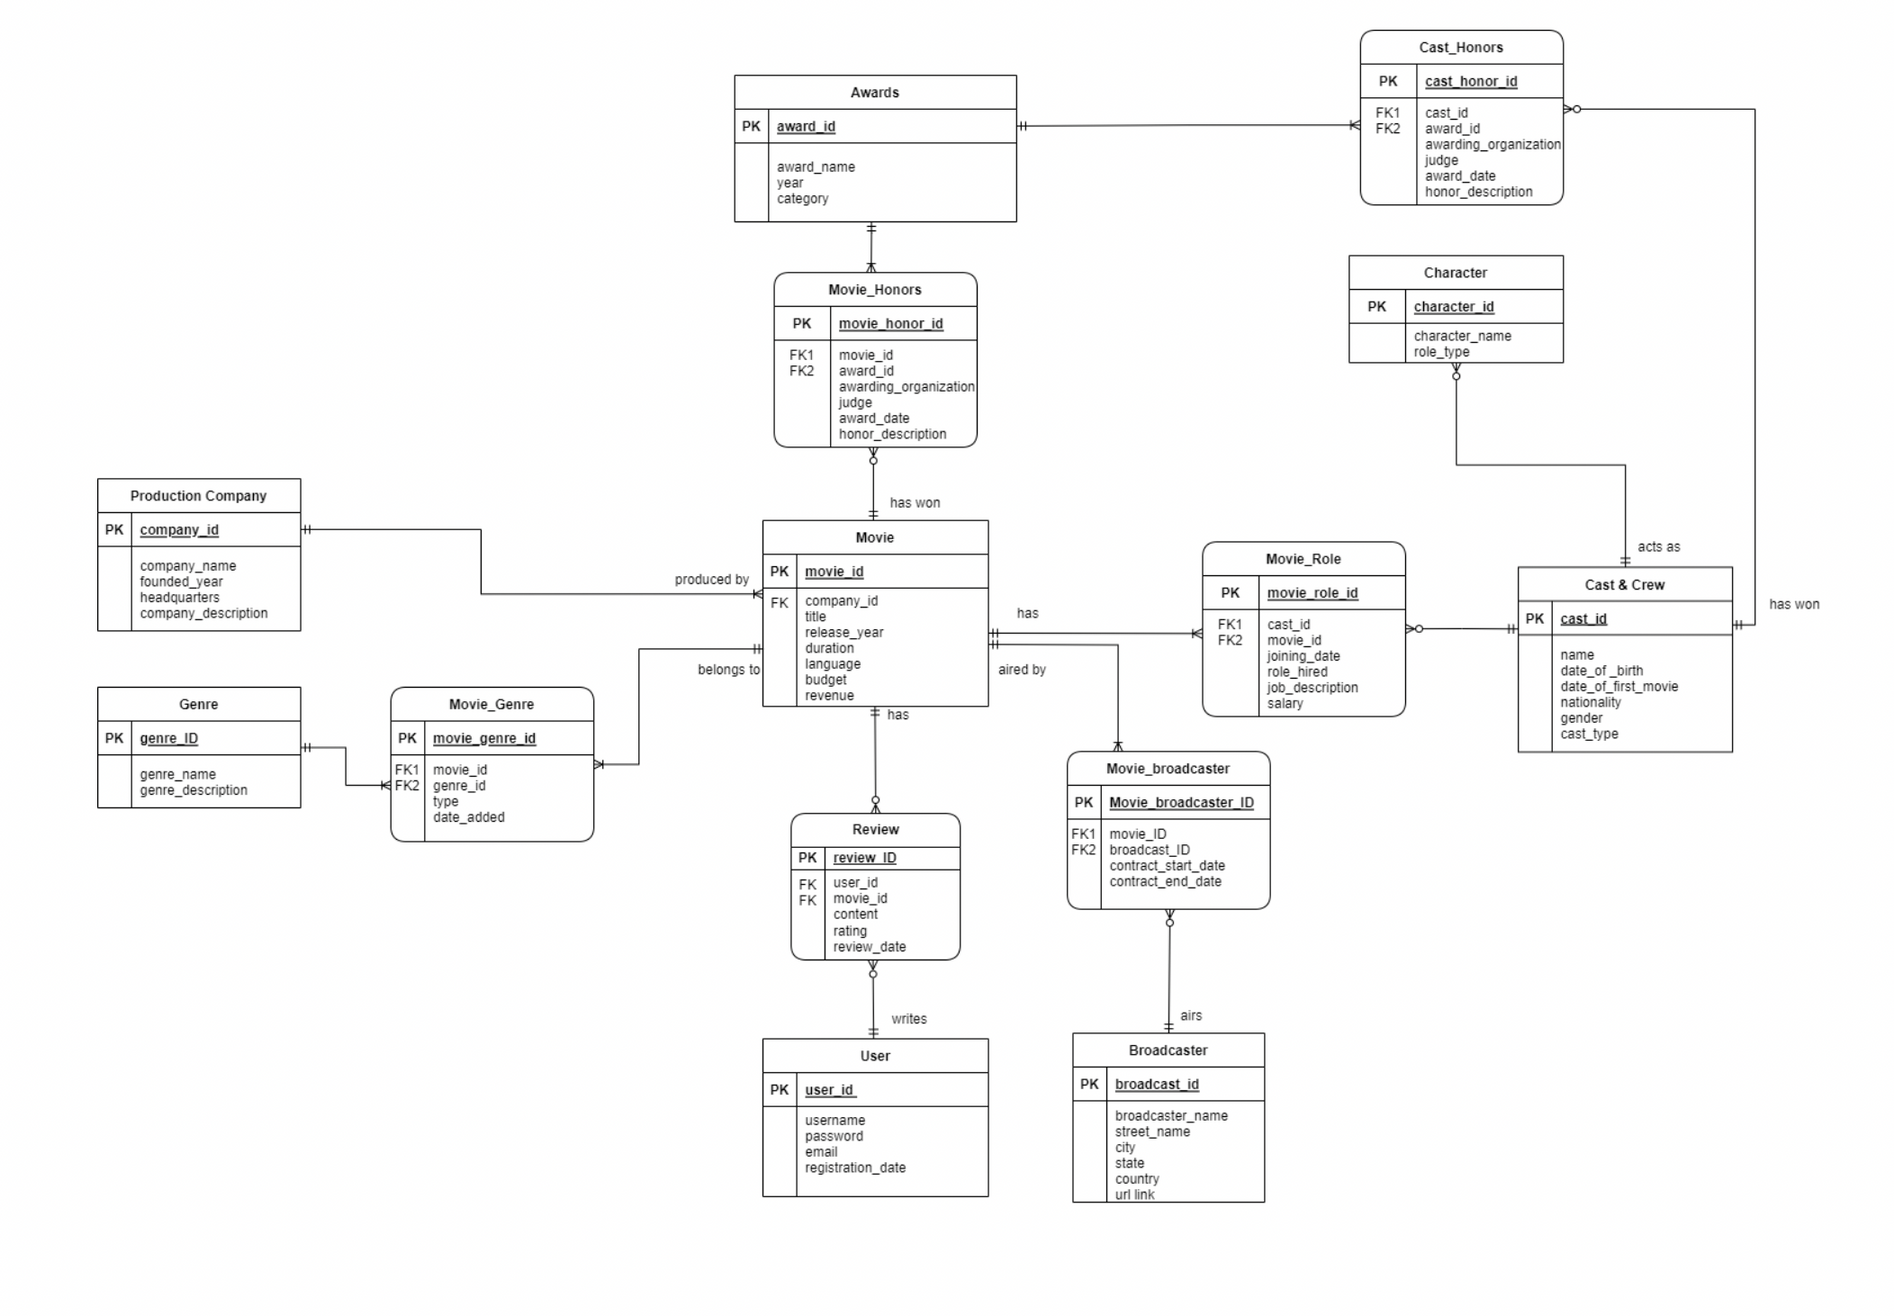 Cast_Honors
PK cast_honor_id
FK1 cast_id
FK2 award_id
awarding_organization
judge
award_date
honor_description
Awards
PK award_id
award_name
year
category
Character
PK character_id
character_name
role_type
Movie_Honors
PK movie_honor_id
FK1 movie_id
FK2 award_id
awarding_organization
judge
award_date
honor_description
has won
Production Company
PK company_id
company_name
founded_year
headquarters
company_description
produced by
Movie
PK movie_id
FK company_id
title
release_year
duration
language
budget
revenue
has
aired by
belongs to
has
Movie_Role
PK movie_role_id
FK1 cast_id
FK2 movie_id
joining_date
role_hired
job_description
salary
acts as
Cast & Crew
PK cast_id
name
date_of _birth
date_of_first_movie
nationality
gender
cast_type
has won
Genre
PK genre_ID
genre_name
genre_description
Movie_Genre
PK movie_genre_id
FK1 movie_id
FK2 genre_id
type
date_added
Review
PK review_ID
FK user_id
FK movie_id
content
rating
review_date
Movie_broadcaster
PK Movie_broadcaster_ID
FK1 movie_ID
FK2 broadcast_ID
contract_start_date
contract_end_date
writes
User
PK user_id
username
password
email
registration_date
airs
Broadcaster
PK broadcast_id
broadcaster_name
street_name
city
state
country
url link